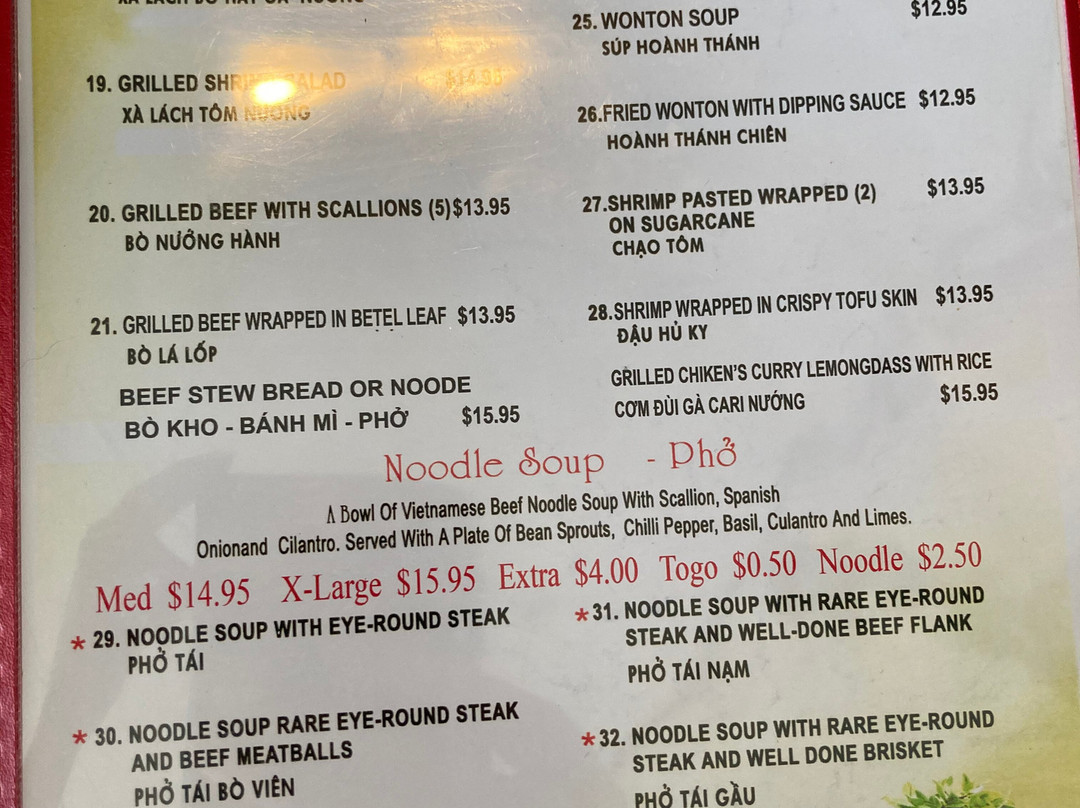 19. GRILLED SHRIMP SALAD $14.95
XÀ LÁCH TÔM NƯỚNG
20. GRILLED BEEF WITH SCALLIONS (5)$13.95
BÒ NƯỚNG HÀNH
21. GRILLED BEEF WRAPPED IN BEṬẸL LEAF $13.95
BÒ LÁ LỐP
BEEF STEW BREAD OR NOODE
BÒ KHO - BÁNH MÌ - PHỞ $15.95
25. WONTON SOUP $12.95
SÚP HOÀNH THÁNH
26.FRIED WONTON WITH DIPPING SAUCE $12.95
HOÀNH THÁNH CHIÊN
27.SHRIMP PASTED WRAPPED (2) $13.95
ON SUGARCANE
CHẠO TÔM
28.SHRIMP WRAPPED IN CRISPY TOFU SKIN $13.95
ĐẬU HỦ KY
GRILLED CHIKEN'S CURRY LEMONGDASS WITH RICE
CƠM ĐÙI GÀ CARI NƯỚNG $15.95
Noodle Soup - Phở
A Bowl Of Vietnamese Beef Noodle Soup With Scallion, Spanish
Onionand Cilantro. Served With A Plate Of Bean Sprouts, Chilli Pepper, Basil, Culantro And Limes.
Med $14.95 X-Large $15.95 Extra $4.00 Togo $0.50 Noodle $2.50
* 29. NOODLE SOUP WITH EYE-ROUND STEAK
PHỞ TÁI
* 30. NOODLE SOUP RARE EYE-ROUND STEAK
AND BEEF MEATBALLS
PHỞ TÁI BÒ VIÊN
* 31. NOODLE SOUP WITH RARE EYE-ROUND
STEAK AND WELL-DONE BEEF FLANK
PHỞ TÁI NẠM
* 32. NOODLE SOUP WITH RARE EYE-ROUND
STEAK AND WELL DONE BRISKET
PHỞ TÁI GẦU